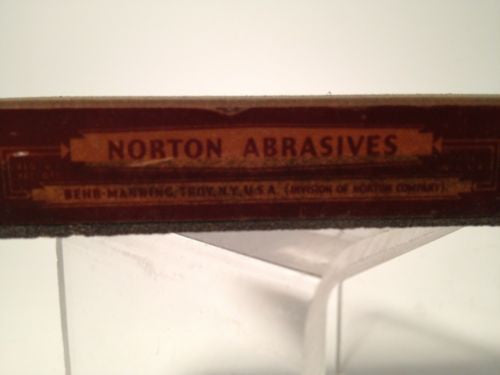 NORTON ABRASIVES
BEHR-MANNING, TROY, N.Y., U.S.A. (DIVISION OF NORTON COMPANY)